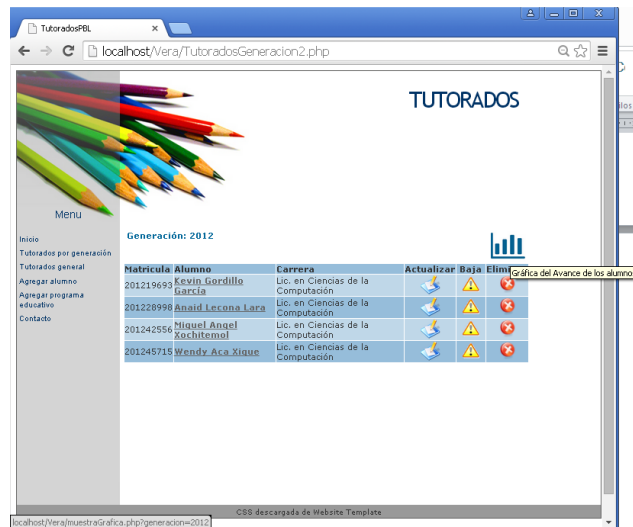 TutoradosPBL
localhost/Vera/TutoradosGeneracion2.php
TUTORADOS
Menu
Inicio
Tutorados por generación
Tutorados general
Agregar alumno
Agregar programa
educativo
Contacto
Generación: 2012
Matricula Alumno Carrera Actualizar Baja Elim
Gráfica del Avance de los alumnos
201219693 Kevin Gordillo García Lic. en Ciencias de la Computación
201228998 Anaid Lecona Lara Lic. en Ciencias de la Computación
201242556 Miguel Angel Xochitemol Lic. en Ciencias de la Computación
201245715 Wendy Aca Xique Lic. en Ciencias de la Computación
CSS descargada de Website Template
localhost/Vera/muestraGrafica.php?generacion=2012